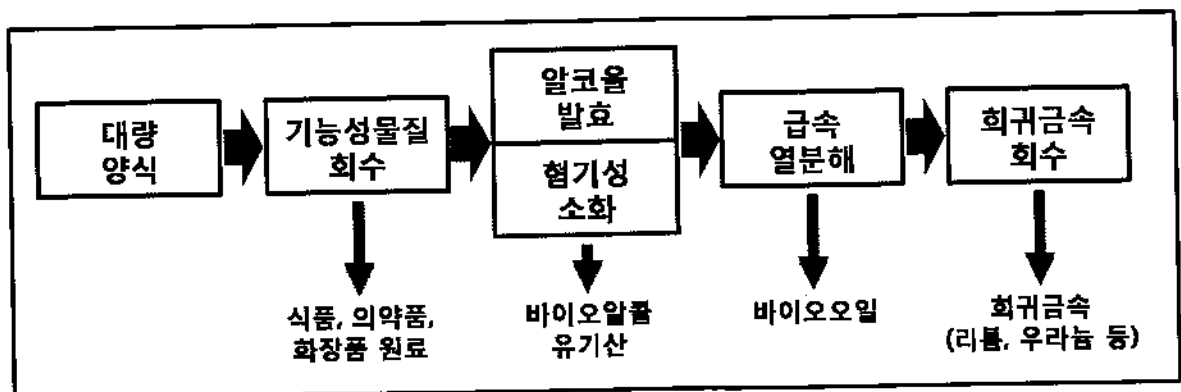 대량
양식
기능성물질
회수
알코올
발효
혐기성
소화
급속
열분해
회귀금속
회수
식품, 의약품,
화장품 원료
바이오알콜
유기산
바이오오일
회귀금속
(리튬, 우라늄 등)